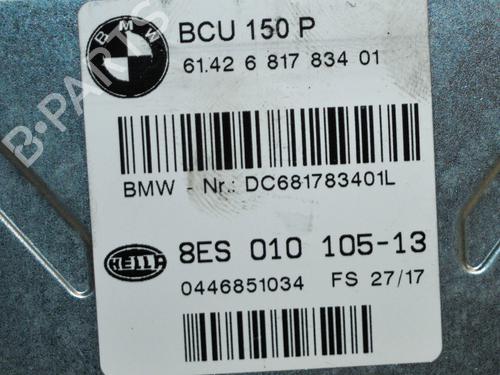 BMW
BCU 150 P
61.42 6 817 834 01
BMW - Nr.: DC681783401L
HELLA
8ES 010 105-13
0446851034 FS 27/17
B-PARTS